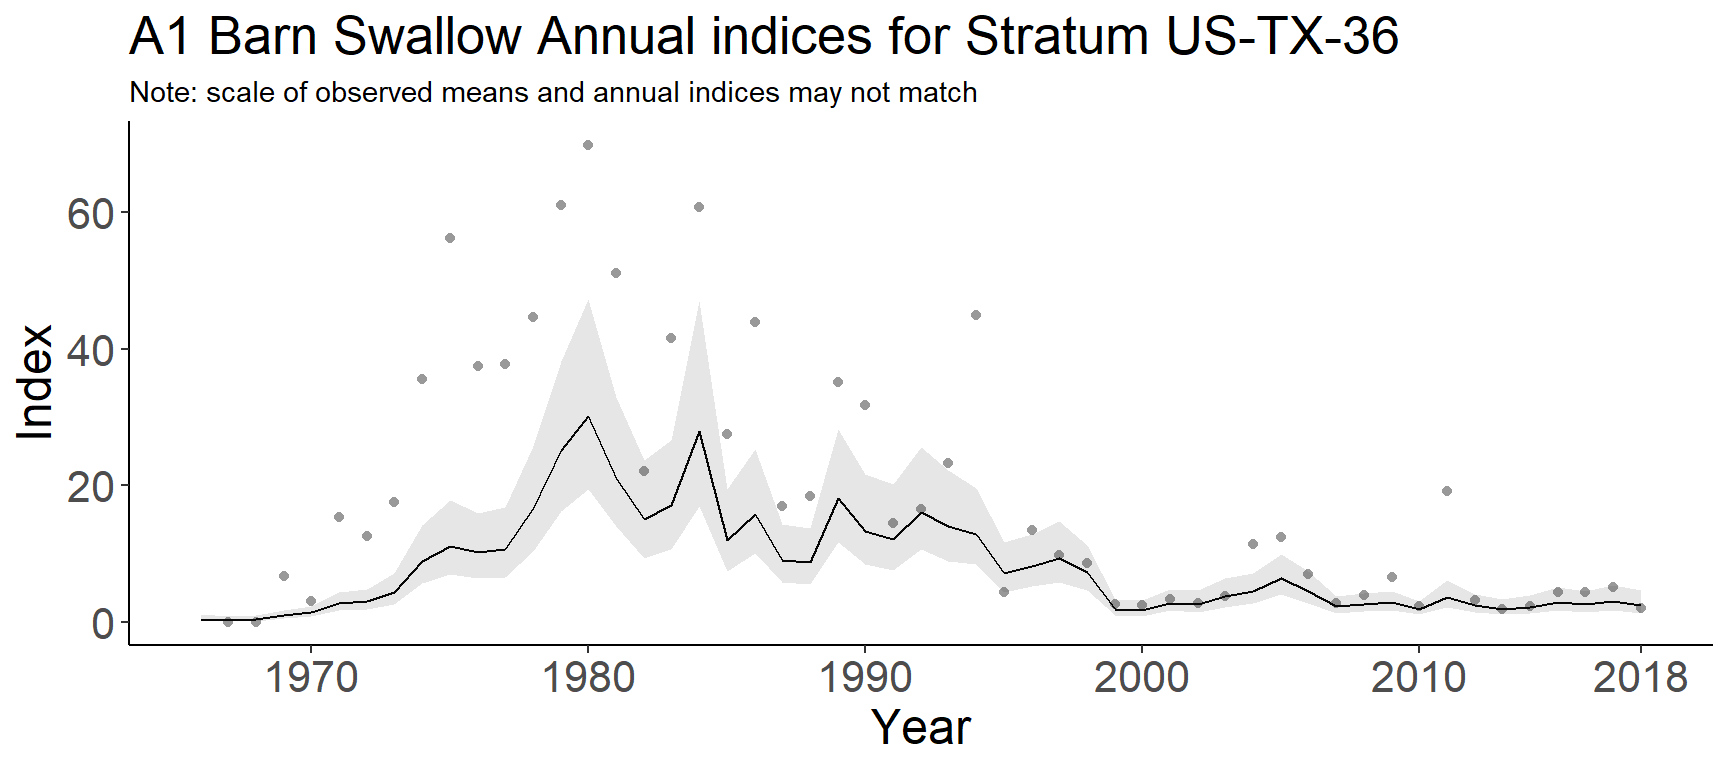 A1 Barn Swallow Annual indices for Stratum US-TX-36
Note: scale of observed means and annual indices may not match
Index
60
40
20
0
1970 1980 1990 2000 2010 2018
Year